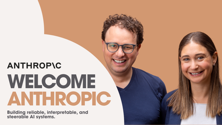 ANTHROP\C
WELCOME
ANTHROPIC
Building reliable, interpretable, and
steerable AI systems.